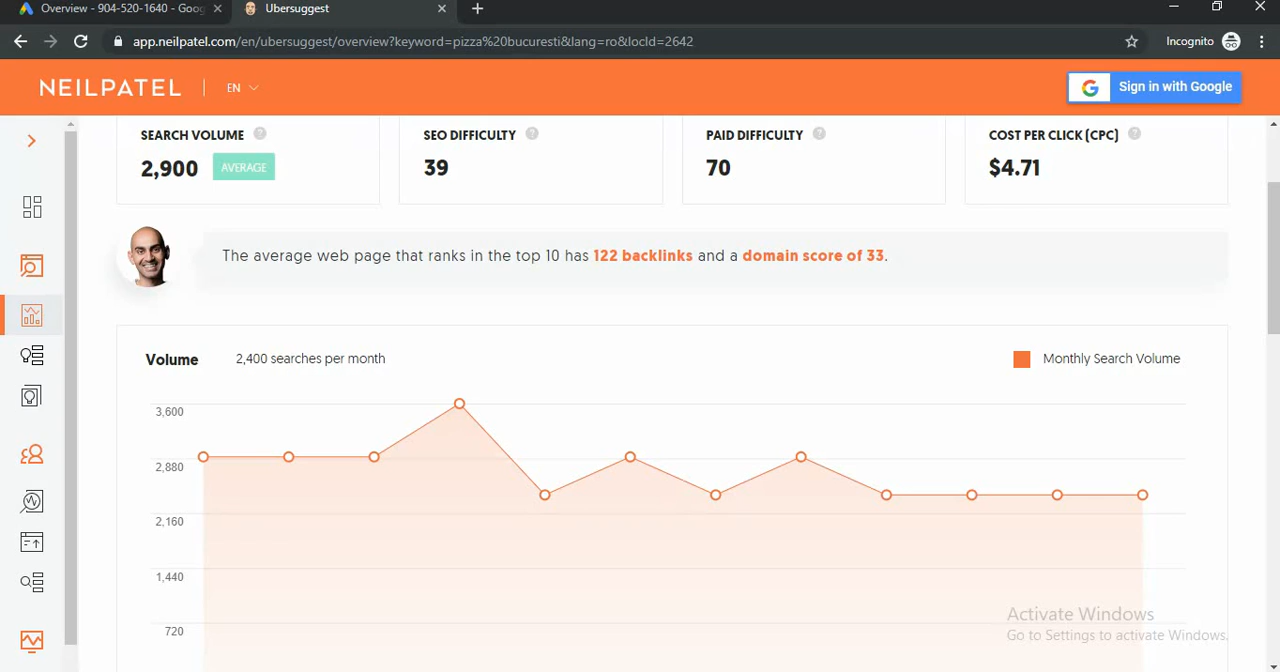 Overview - 904-520-1640 - Goog
Ubersuggest
app.neilpatel.com/en/ubersuggest/overview?keyword=pizza%20bucuresti&lang=ro&locId=2642
Incognito
NEILPATEL
EN
Sign in with Google
SEARCH VOLUME ?
SEO DIFFICULTY ?
PAID DIFFICULTY ?
COST PER CLICK (CPC) ?
2,900 AVERAGE
39
70
$4.71
The average web page that ranks in the top 10 has 122 backlinks and a domain score of 33.
Volume
2,400 searches per month
Monthly Search Volume
3,600
2,880
2,160
1,440
720
Activate Windows
Go to Settings to activate Windows.